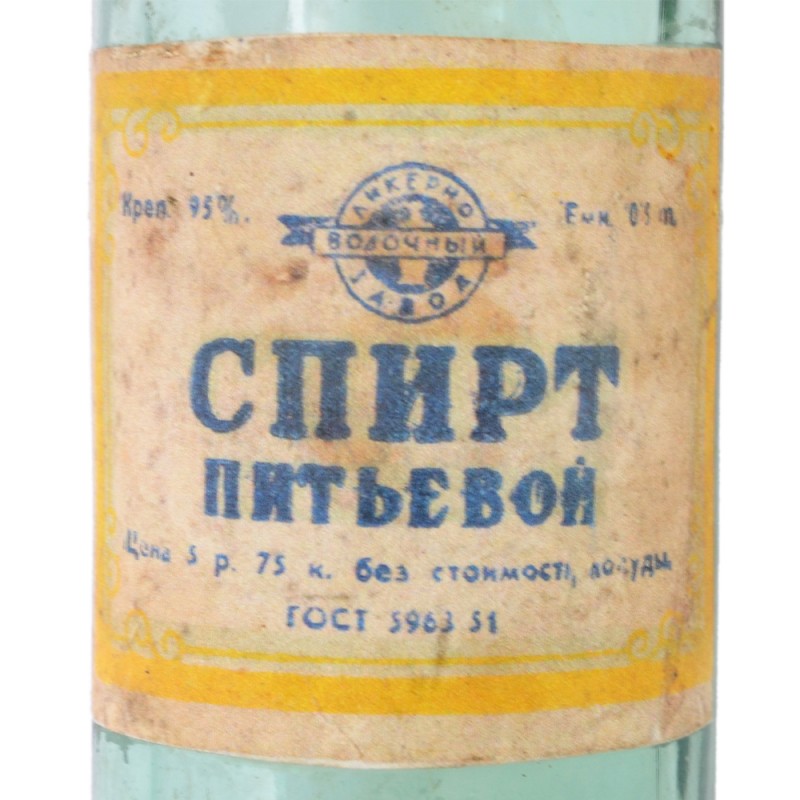 Креп. 95%.
Емк. 0.5 л.
ЛИКЕРНО
ВОДОЧНЫЙ
ЗАВОД
СПИРТ
ПИТЬЕВОЙ
Цена 5 р. 75 к. без стоимости посуды.
ГОСТ 5963 51